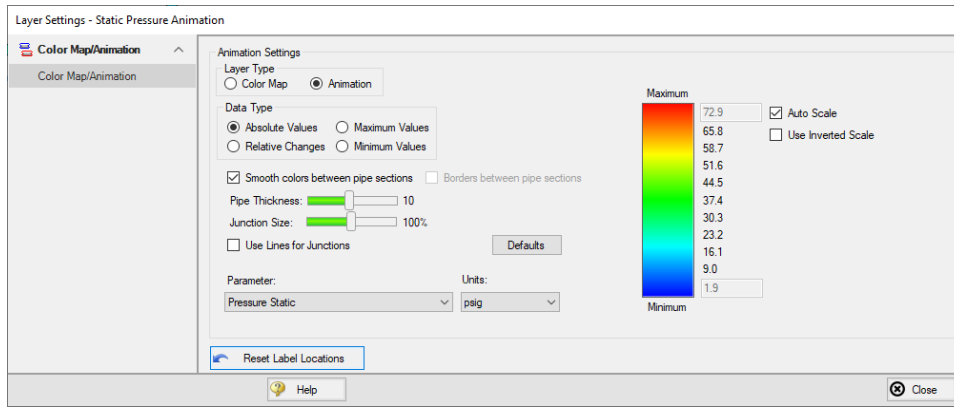 Layer Settings - Static Pressure Animation
Color Map/Animation
Color Map/Animation
Animation Settings
Layer Type
Color Map
Animation
Data Type
Absolute Values
Maximum Values
Relative Changes
Minimum Values
Smooth colors between pipe sections
Borders between pipe sections
Pipe Thickness:
10
Junction Size:
100%
Use Lines for Junctions
Defaults
Parameter:
Units:
Pressure Static
psig
Maximum
72.9
65.8
58.7
51.6
44.5
37.4
30.3
23.2
16.1
9.0
1.9
Minimum
Auto Scale
Use Inverted Scale
Reset Label Locations
Help
Close